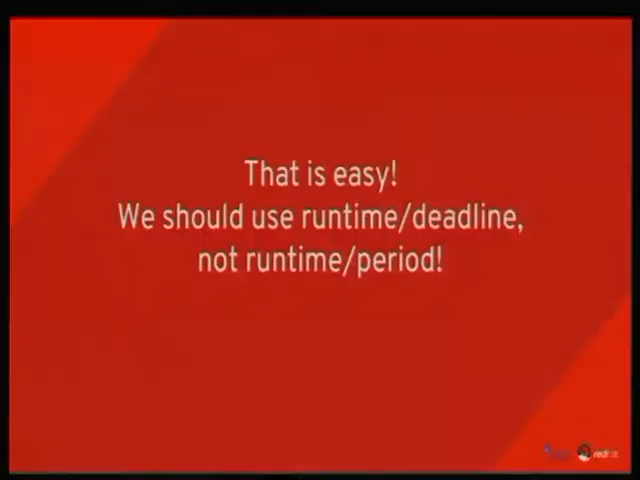 That is easy!
We should use runtime/deadline,
not runtime/period!